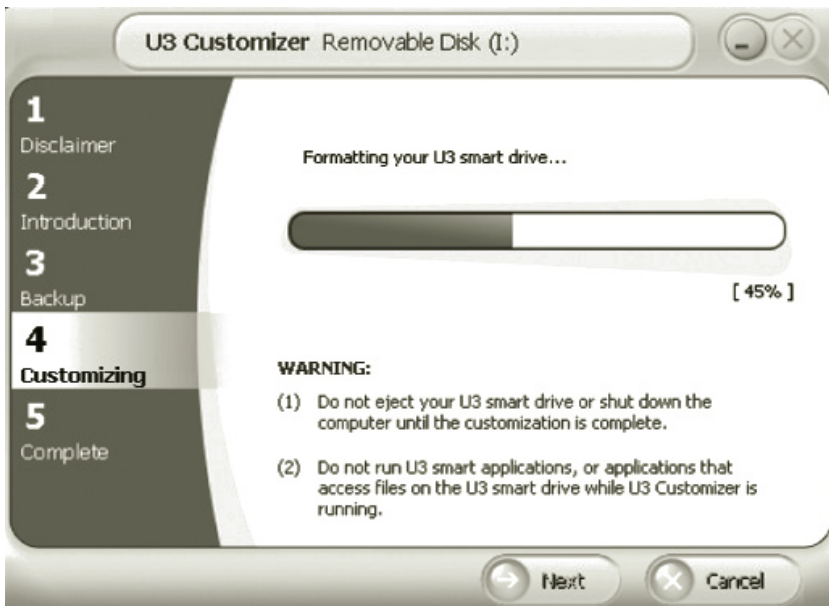 U3 Customizer Removable Disk (I:)
1
Disclaimer
2
Introduction
3
Backup
4
Customizing
5
Complete
Formatting your U3 smart drive...
[ 45% ]
WARNING:
(1) Do not eject your U3 smart drive or shut down the
computer until the customization is complete.
(2) Do not run U3 smart applications, or applications that
access files on the U3 smart drive while U3 Customizer is
running.
Next
Cancel